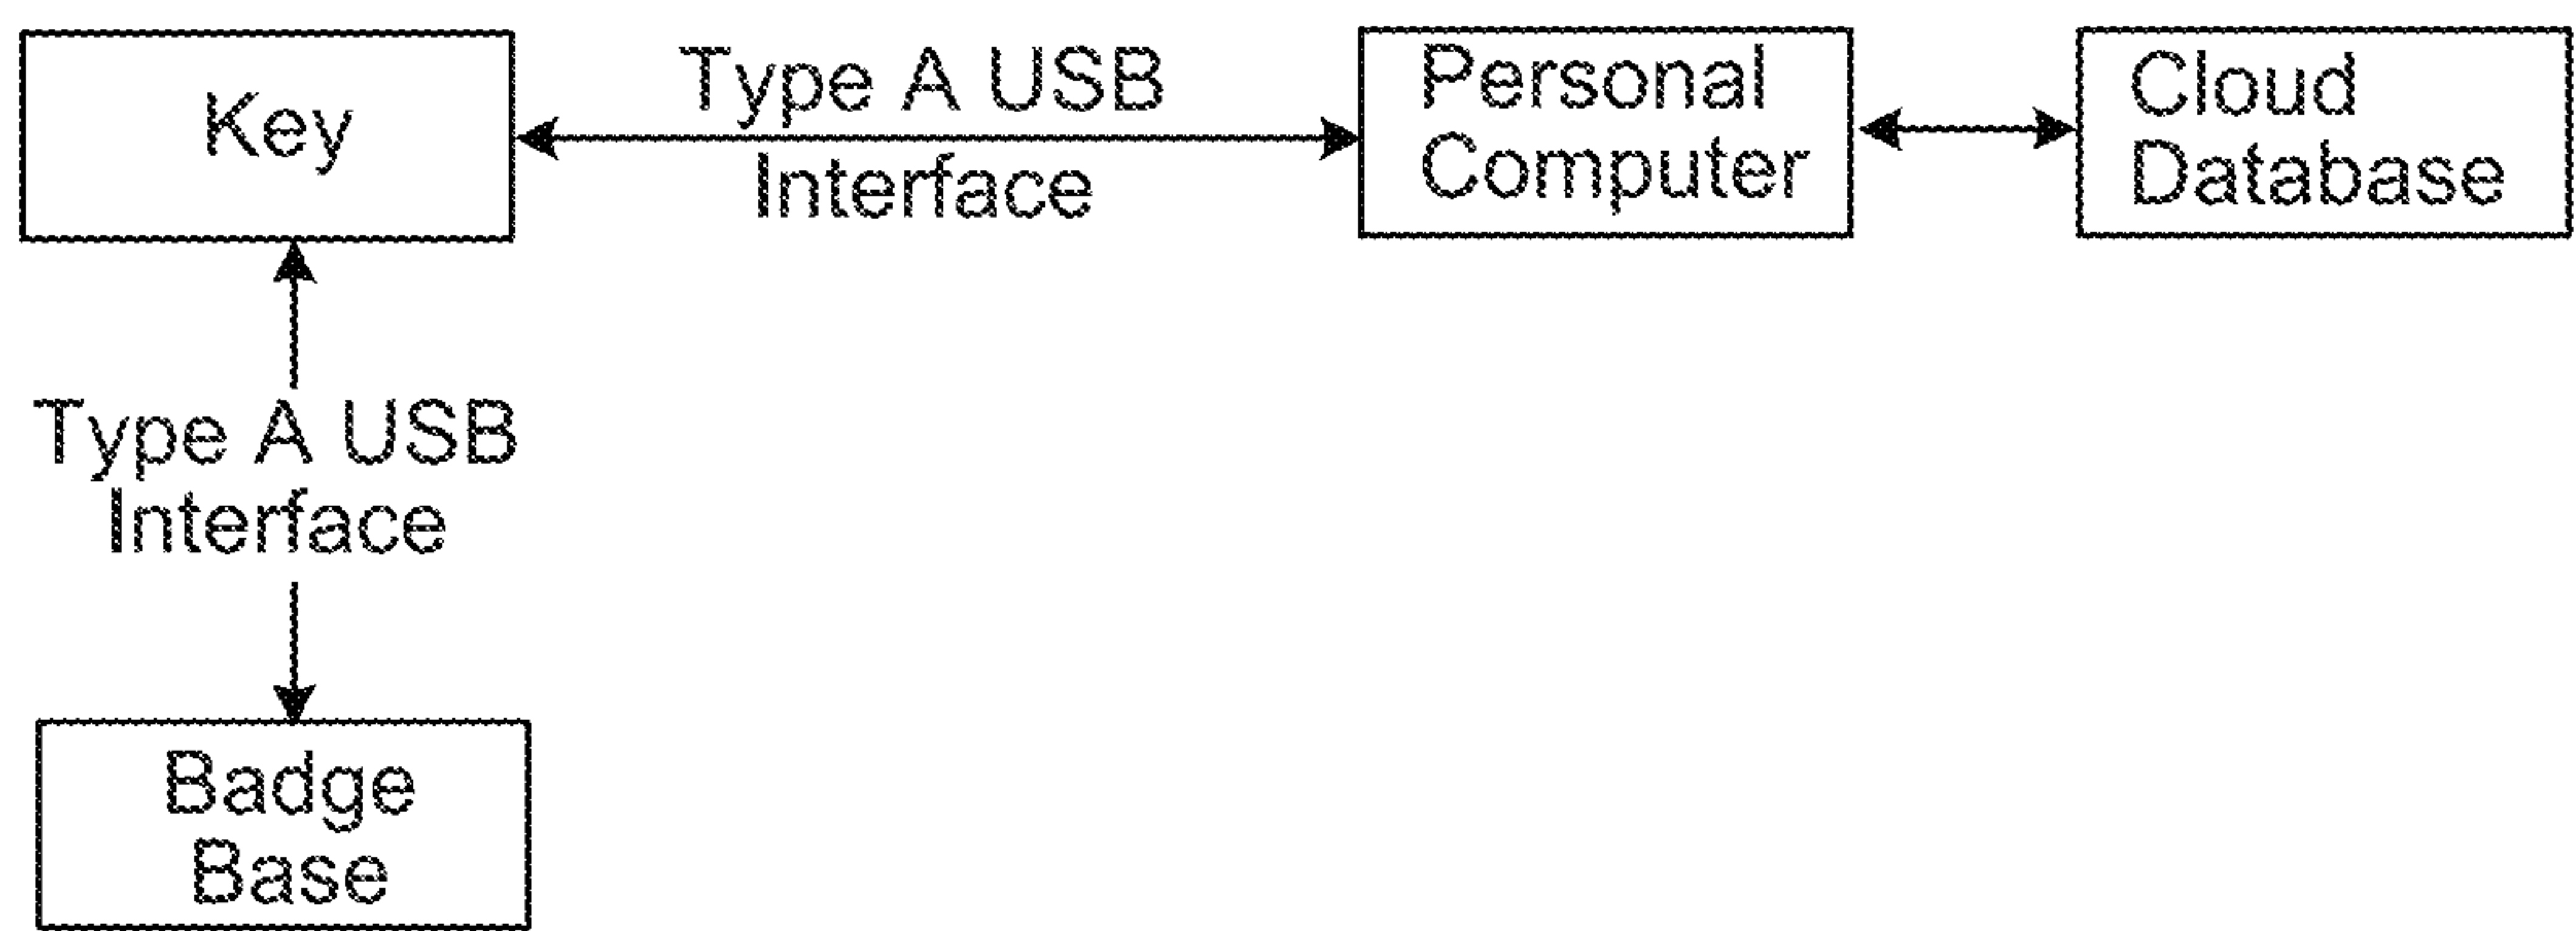 Key
Type A USB
Interface
Personal
Computer
Cloud
Database
Type A USB
Interface
Badge
Base